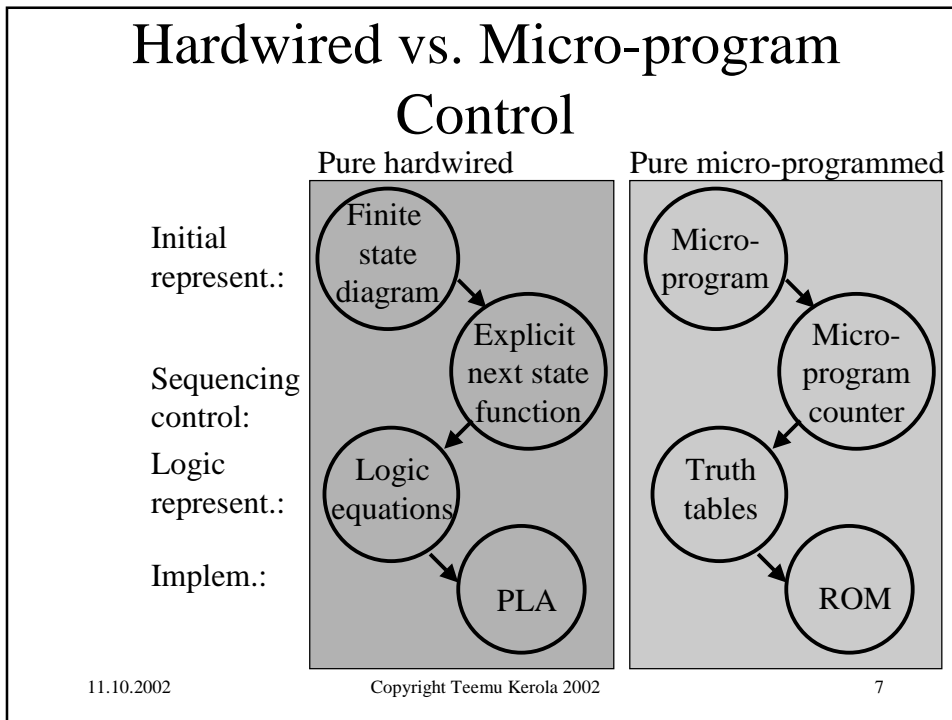 Hardwired vs. Micro-program
Control
Pure hardwired
Pure micro-programmed
Initial
represent.:
Finite
state
diagram
Micro-
program
Sequencing
control:
Explicit
next state
function
Micro-
program
counter
Logic
represent.:
Logic
equations
Truth
tables
Implem.:
PLA
ROM
11.10.2002
Copyright Teemu Kerola 2002
7